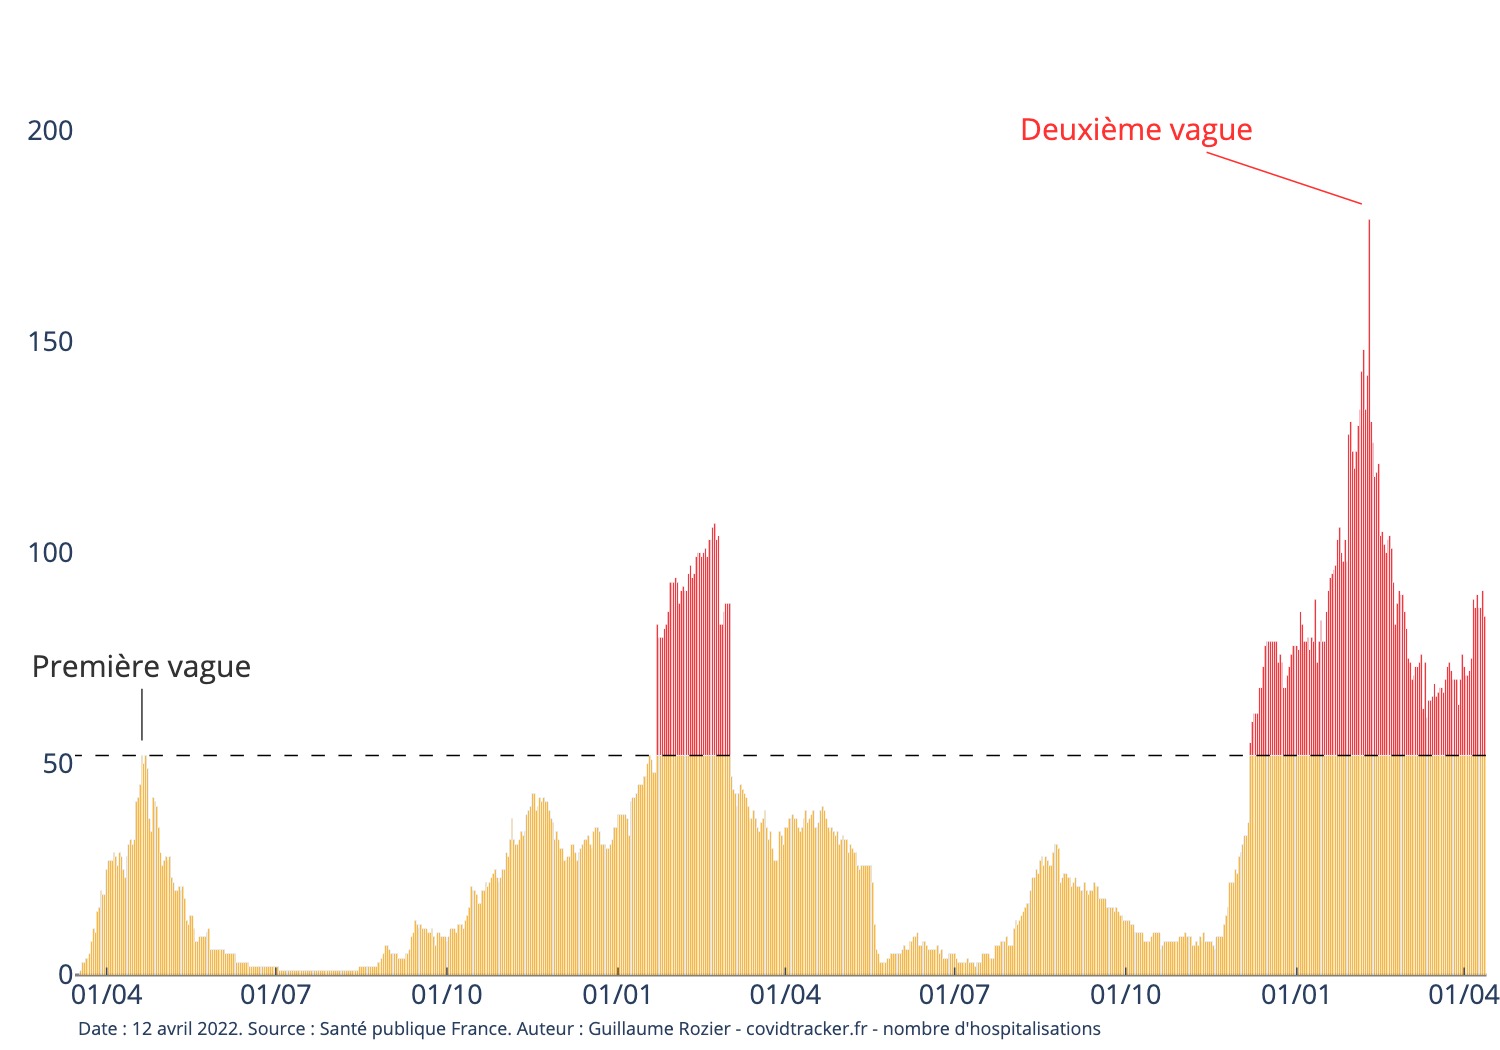 200
Deuxième vague
150
100
Première vague
50
0
01/04 01/07 01/10 01/01 01/04 01/07 01/10 01/01 01/04
Date : 12 avril 2022. Source : Santé publique France. Auteur : Guillaume Rozier - covidtracker.fr - nombre d'hospitalisations